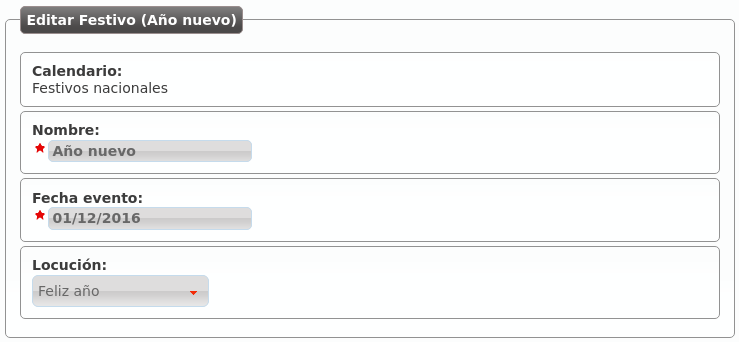 Editar Festivo (Año nuevo)
Calendario:
Festivos nacionales
Nombre:
Año nuevo
Fecha evento:
01/12/2016
Locución:
Feliz año